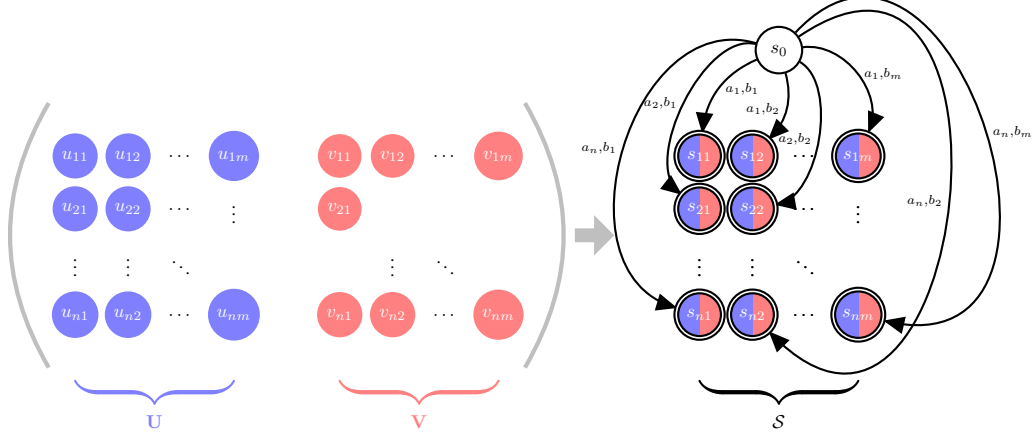 s₀
a₁,b₁
a₁,b₂
a₁,bₘ
a₂,b₁
a₂,b₂
aₙ,b₁
aₙ,b₂
aₙ,bₘ
u₁₁ u₁₂ ⋯ u₁ₘ
u₂₁ u₂₂ ⋯ ⋮
⋮ ⋮ ⋱
uₙ₁ uₙ₂ ⋯ uₙₘ
U
v₁₁ v₁₂ ⋯ v₁ₘ
v₂₁
⋮ ⋱
vₙ₁ vₙ₂ ⋯ vₙₘ
V
s₁₁ s₁₂ ⋯ s₁ₘ
s₂₁ s₂₂ ⋯ ⋮
⋮ ⋮ ⋱
sₙ₁ sₙ₂ ⋯ sₙₘ
𝒮